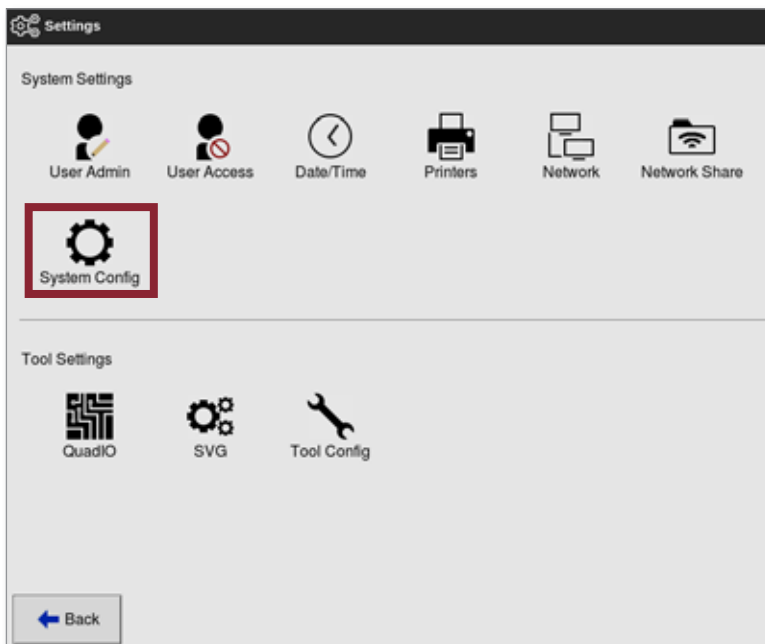 Settings
System Settings
User Admin
User Access
Date/Time
Printers
Network
Network Share
System Config
Tool Settings
QuadIO
SVG
Tool Config
Back